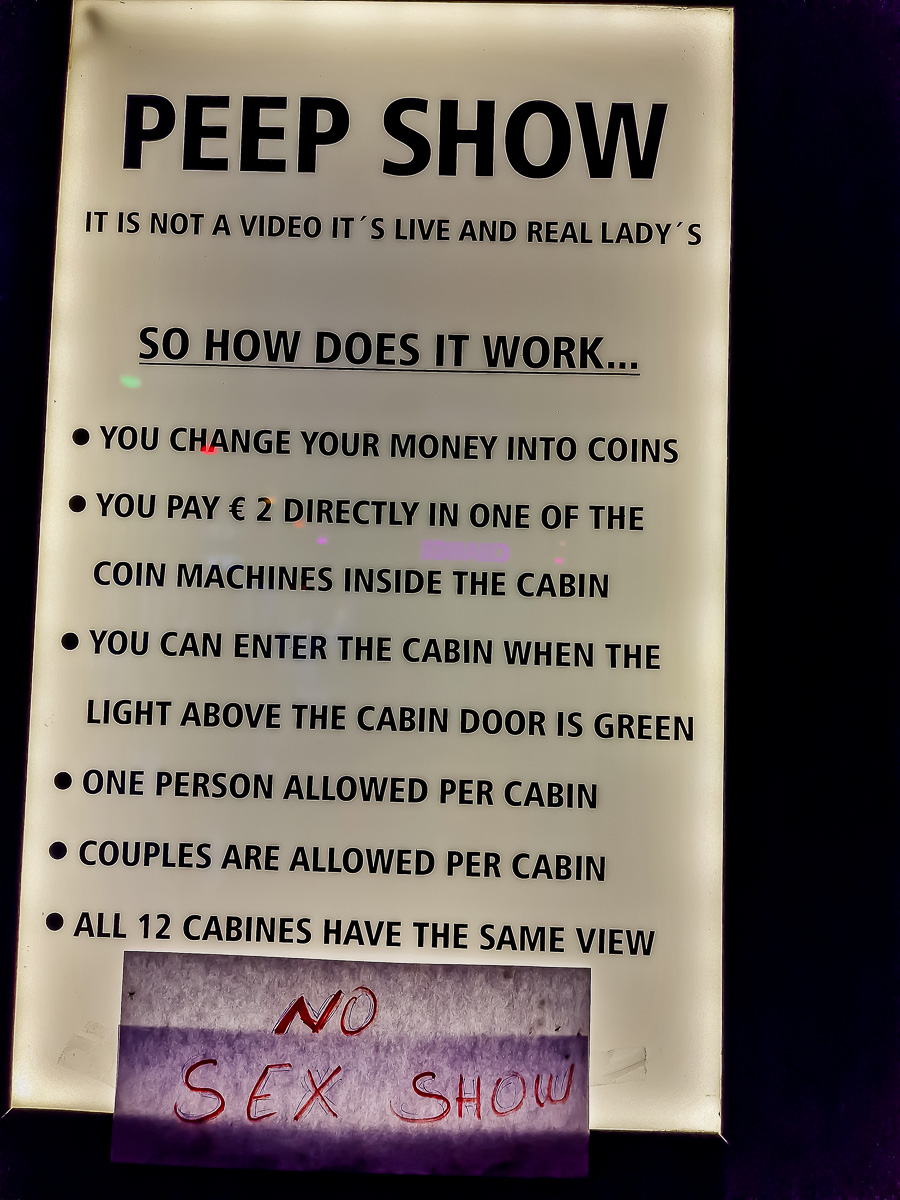 PEEP SHOW
IT IS NOT A VIDEO IT´S LIVE AND REAL LADY´S
SO HOW DOES IT WORK...
● YOU CHANGE YOUR MONEY INTO COINS
● YOU PAY € 2 DIRECTLY IN ONE OF THE
COIN MACHINES INSIDE THE CABIN
● YOU CAN ENTER THE CABIN WHEN THE
LIGHT ABOVE THE CABIN DOOR IS GREEN
● ONE PERSON ALLOWED PER CABIN
● COUPLES ARE ALLOWED PER CABIN
● ALL 12 CABINES HAVE THE SAME VIEW
NO
SEX SHOW